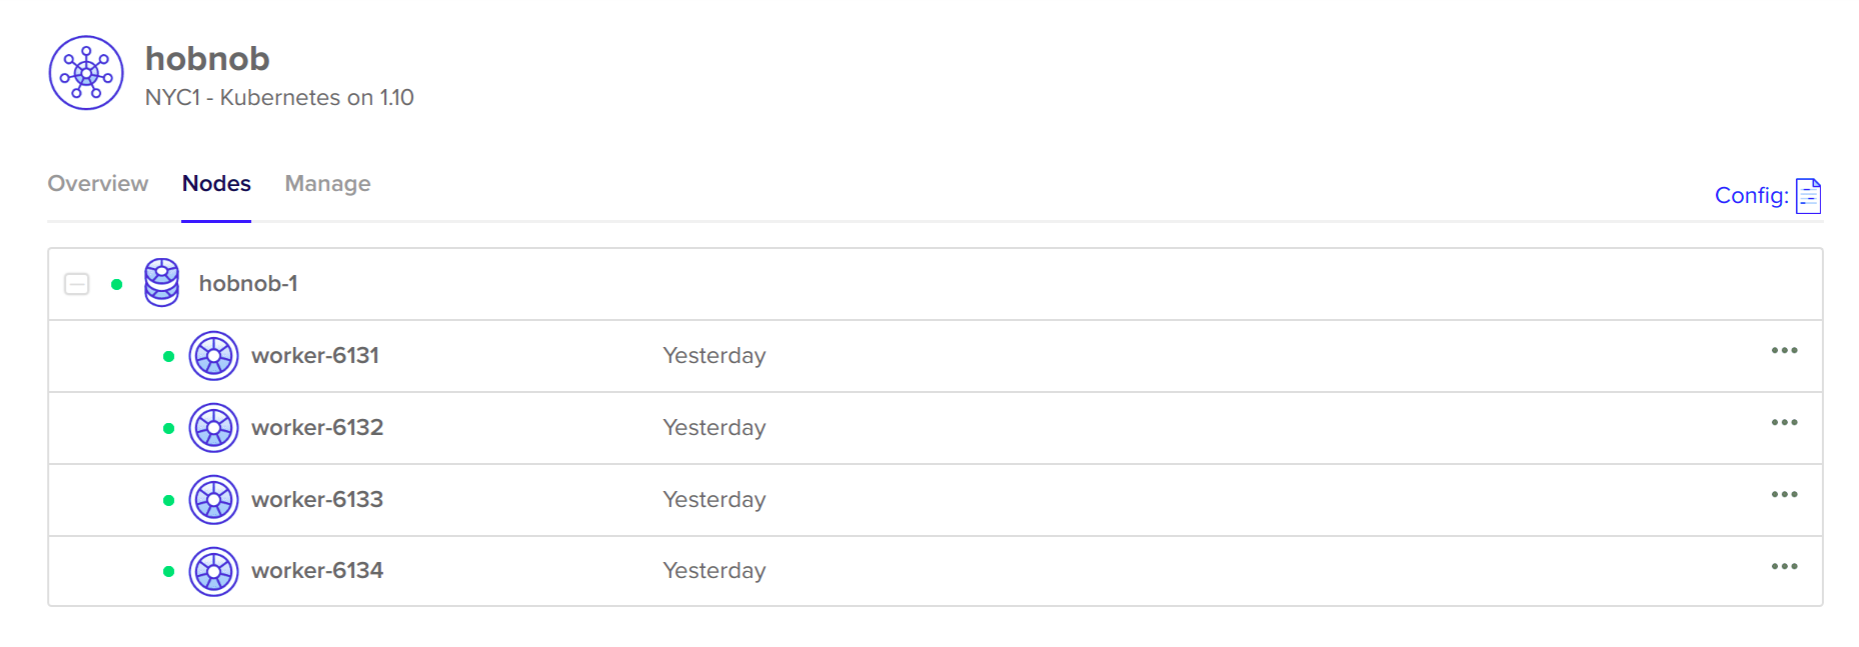 hobnob
NYC1 - Kubernetes on 1.10
Overview Nodes Manage
Config:
hobnob-1
worker-6131 Yesterday
worker-6132 Yesterday
worker-6133 Yesterday
worker-6134 Yesterday